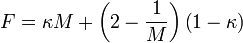 F = κM + (2 − 1/M) (1 − κ)